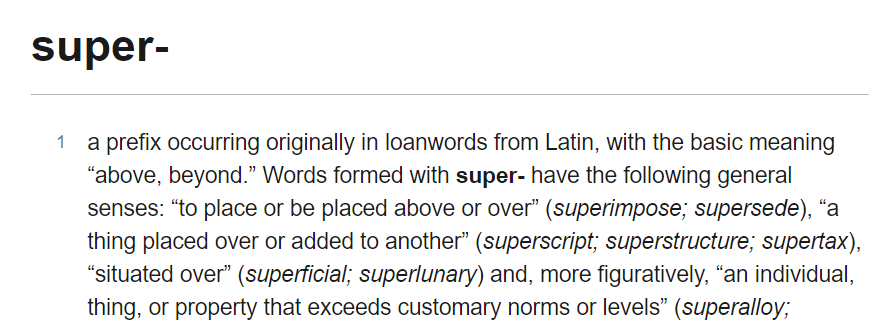 super-
1 a prefix occurring originally in loanwords from Latin, with the basic meaning
“above, beyond.” Words formed with super- have the following general
senses: “to place or be placed above or over” (superimpose; supersede), “a
thing placed over or added to another” (superscript; superstructure; supertax),
“situated over” (superficial; superlunary) and, more figuratively, “an individual,
thing, or property that exceeds customary norms or levels” (superalloy;